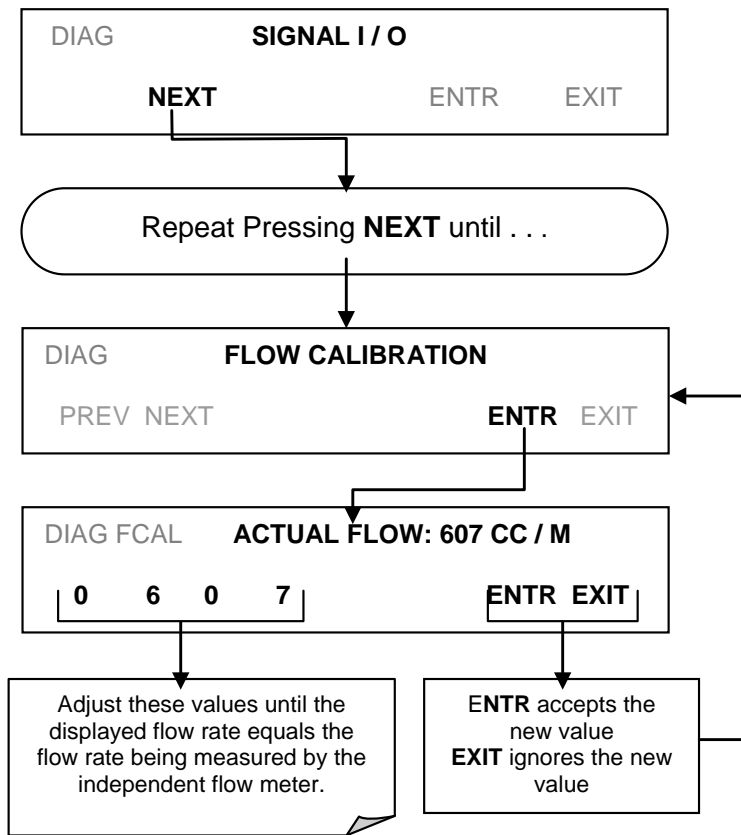 DIAG SIGNAL I / O
NEXT ENTR EXIT
Repeat Pressing NEXT until . . .
DIAG FLOW CALIBRATION
PREV NEXT ENTR EXIT
DIAG FCAL ACTUAL FLOW: 607 CC / M
0 6 0 7 ENTR EXIT
Adjust these values until the
displayed flow rate equals the
flow rate being measured by the
independent flow meter.
ENTR accepts the
new value
EXIT ignores the new
value